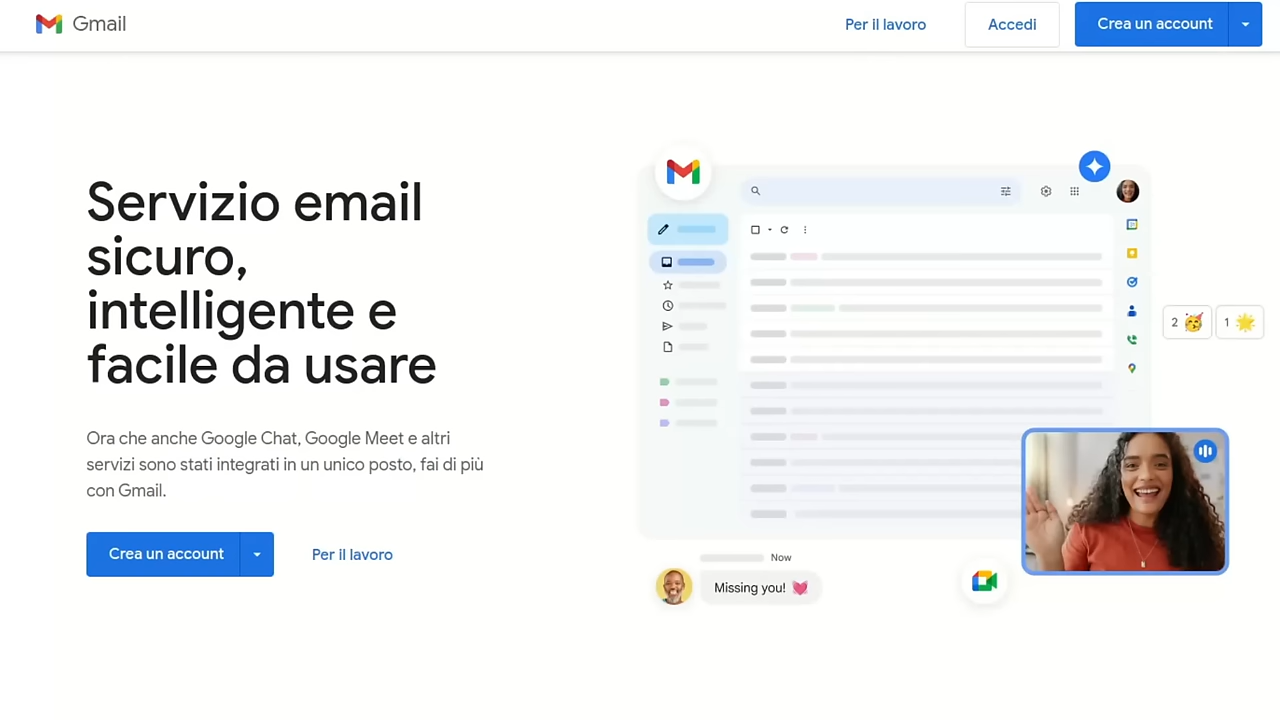 Gmail
Per il lavoro
Accedi
Crea un account
Servizio email
sicuro,
intelligente e
facile da usare
Ora che anche Google Chat, Google Meet e altri
servizi sono stati integrati in un unico posto, fai di più
con Gmail.
Crea un account
Per il lavoro
2
1
Now
Missing you! 💓